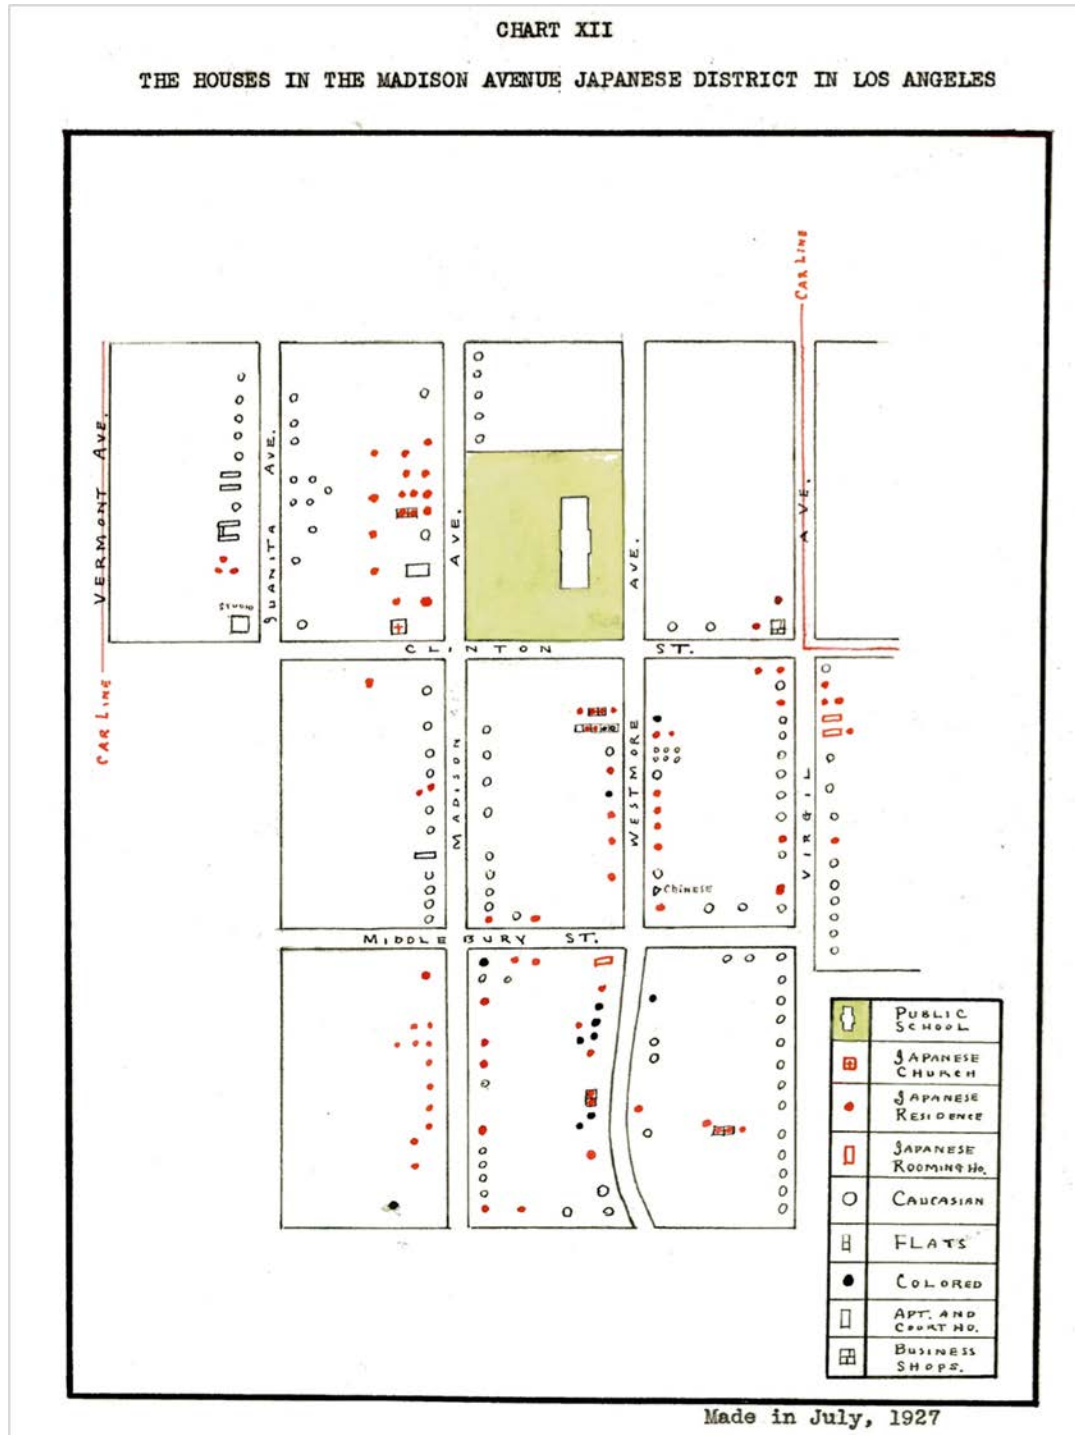 CHART XII
THE HOUSES IN THE MADISON AVENUE JAPANESE DISTRICT IN LOS ANGELES
CAR LINE
VERMONT AVE.
JUANITA AVE.
AVE.
AVE.
AVE.
STUDIO
CLINTON ST.
CAR LINE
MADISON
WESTMORE
VIRGIL
Chinese
MIDDLEBURY ST.
PUBLIC
SCHOOL
JAPANESE
CHURCH
JAPANESE
RESIDENCE
JAPANESE
ROOMING HO.
CAUCASIAN
FLATS
COLORED
APT. AND
COURT HO.
BUSINESS
SHOPS.
Made in July, 1927